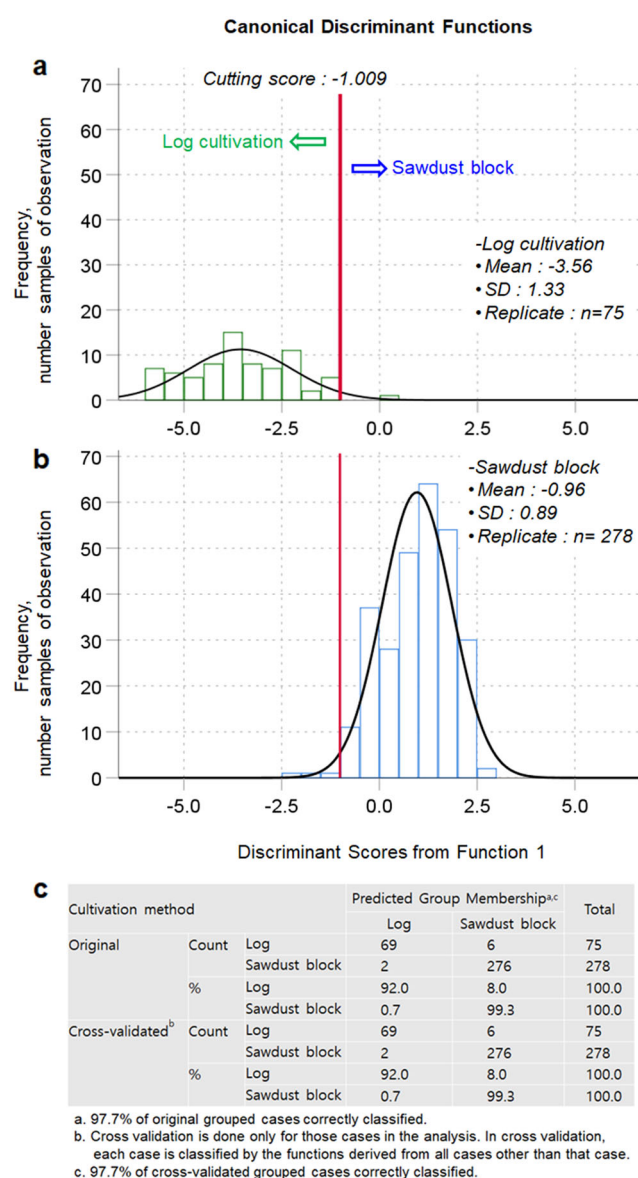 Canonical Discriminant Functions
a
Cutting score : -1.009
70
60
50
40
30
20
10
0
Log cultivation
Sawdust block
-Log cultivation
•Mean : -3.56
•SD : 1.33
•Replicate : n=75
Frequency,
number samples of observation
-5.0 -2.5 0.0 2.5 5.0
b
70
60
50
40
30
20
10
0
-Sawdust block
•Mean : -0.96
•SD : 0.89
•Replicate : n= 278
Frequency,
number samples of observation
-5.0 -2.5 0.0 2.5 5.0
Discriminant Scores from Function 1
c
Cultivation method Predicted Group Membershipa,c Total
Log Sawdust block
Original Count Log 69 6 75
Sawdust block 2 276 278
% Log 92.0 8.0 100.0
Sawdust block 0.7 99.3 100.0
Cross-validatedb Count Log 69 6 75
Sawdust block 2 276 278
% Log 92.0 8.0 100.0
Sawdust block 0.7 99.3 100.0
a. 97.7% of original grouped cases correctly classified.
b. Cross validation is done only for those cases in the analysis. In cross validation,
each case is classified by the functions derived from all cases other than that case.
c. 97.7% of cross-validated grouped cases correctly classified.